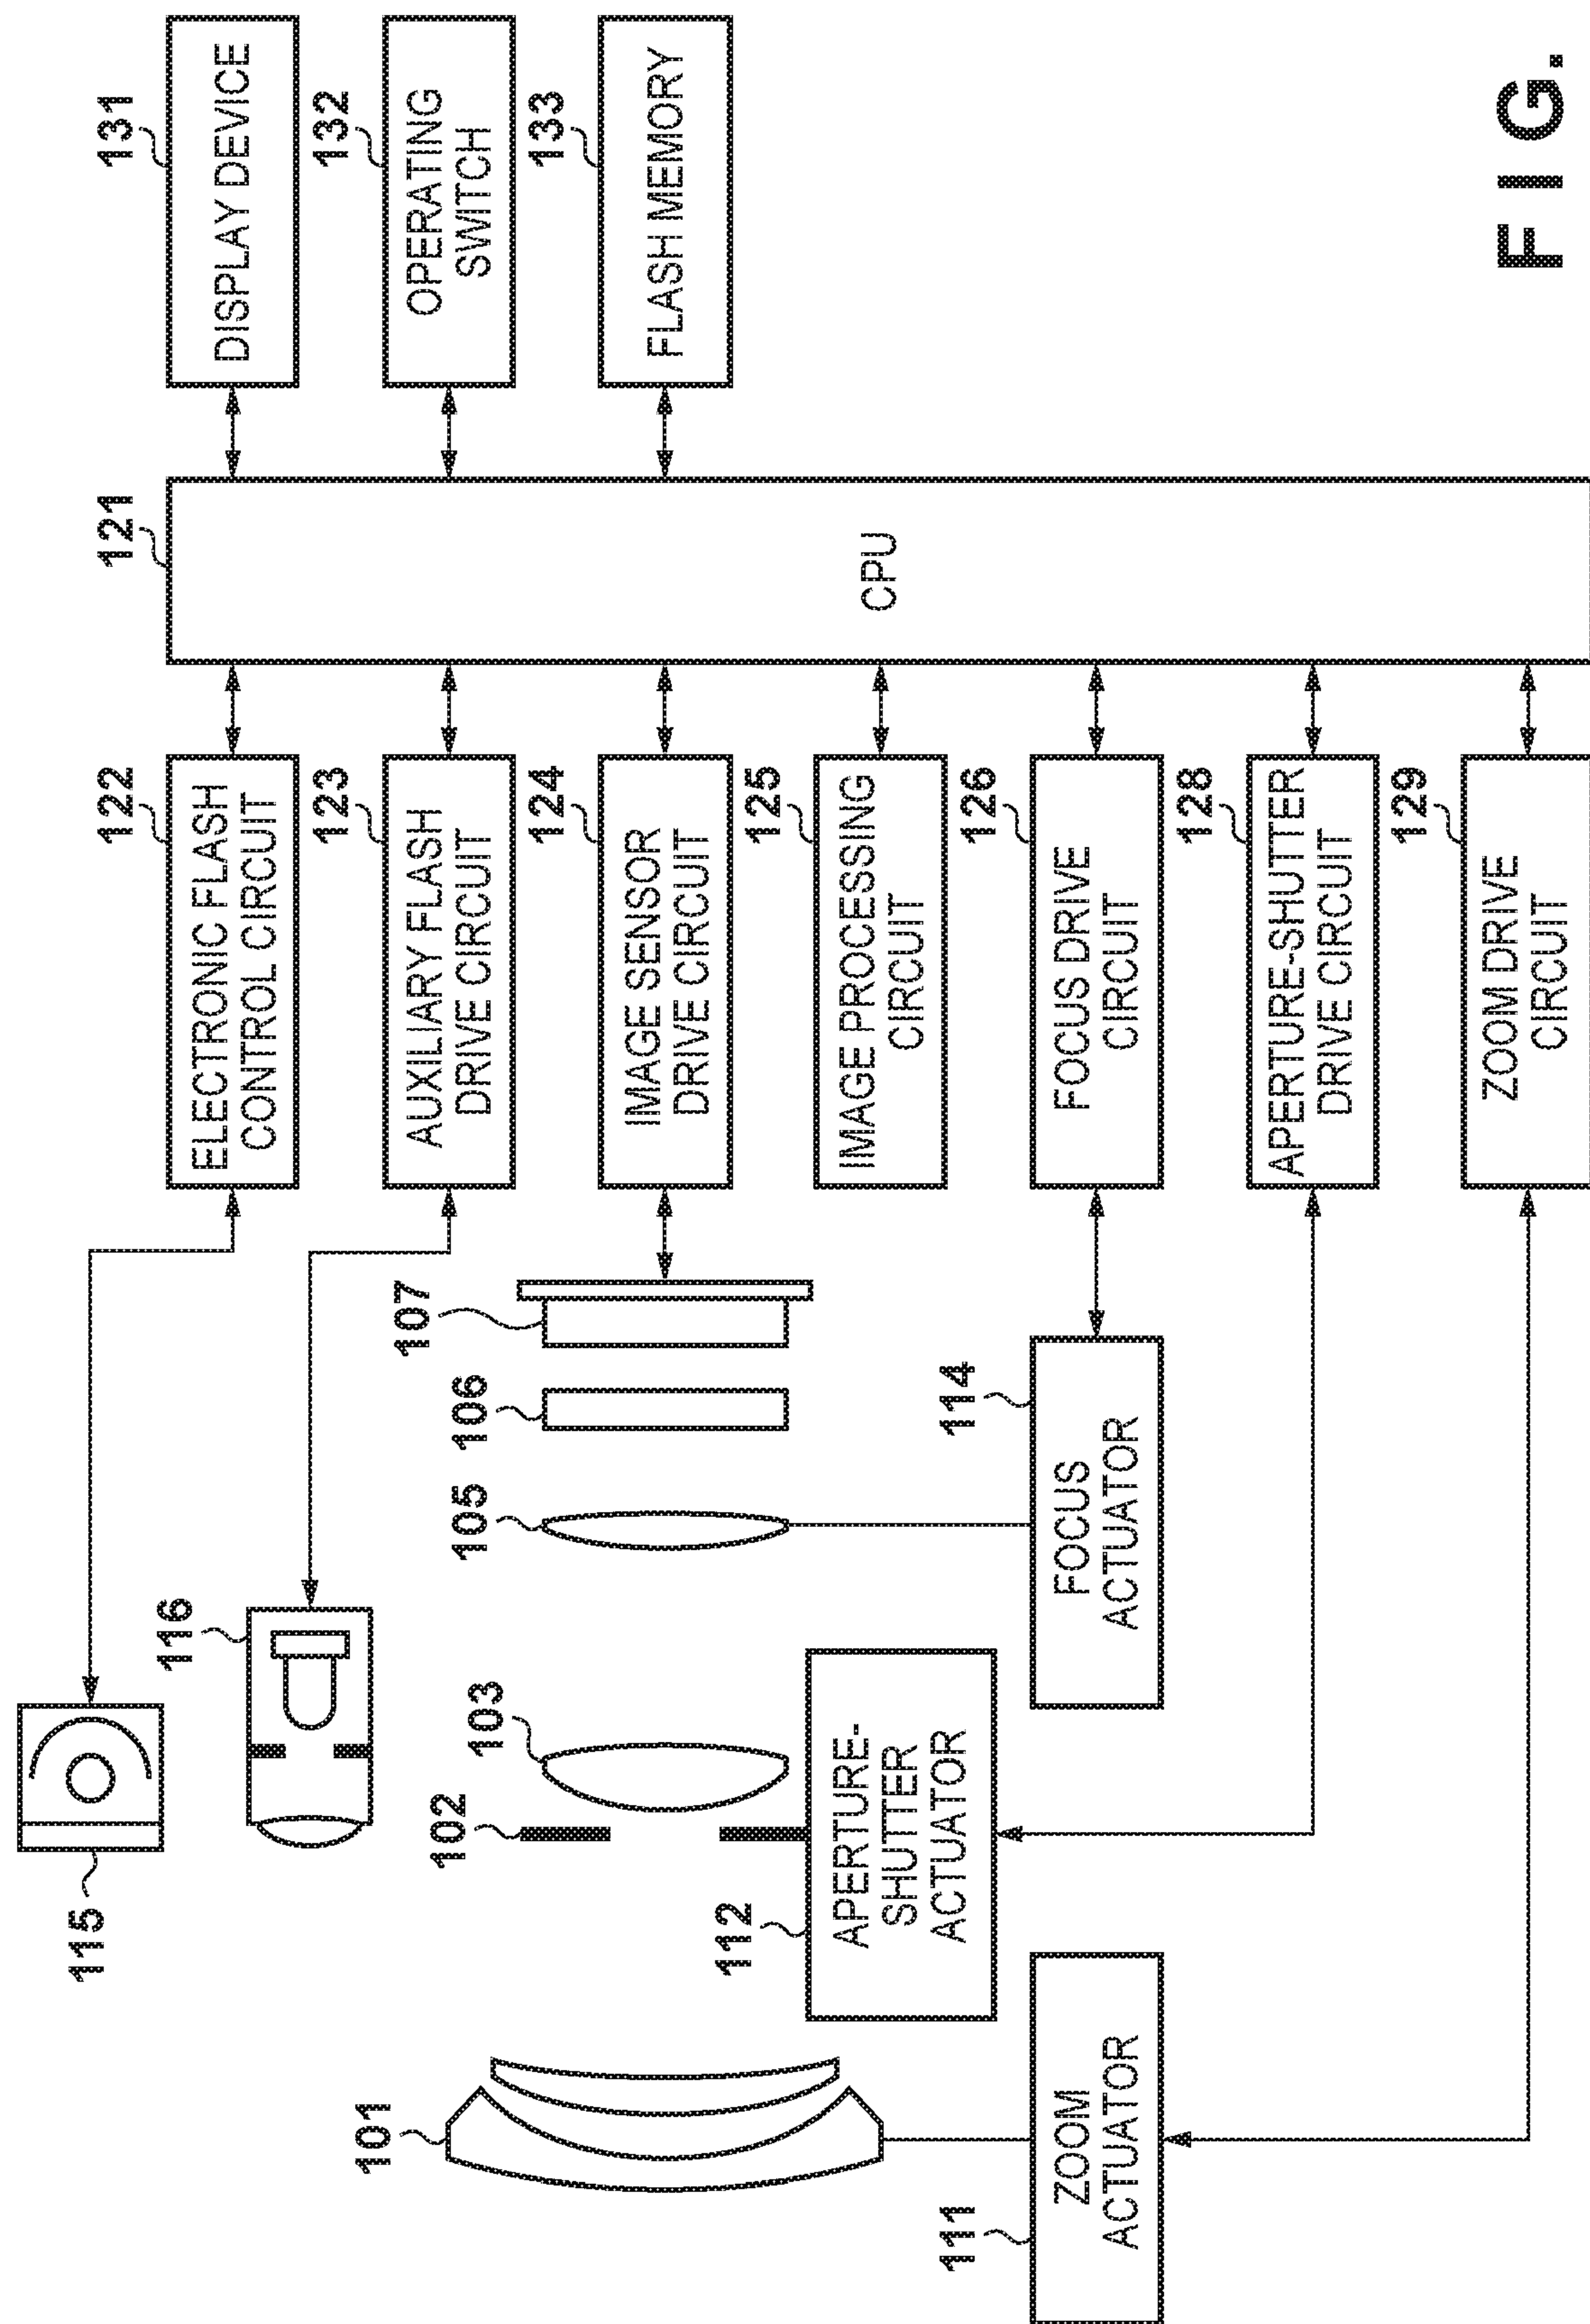 115
116
122
ELECTRONIC FLASH
CONTROL CIRCUIT
121
CPU
131
DISPLAY DEVICE
123
AUXILIARY FLASH
DRIVE CIRCUIT
132
OPERATING
SWITCH
101
102
103
105
106
107
124
IMAGE SENSOR
DRIVE CIRCUIT
133
FLASH MEMORY
112
APERTURE-
SHUTTER
ACTUATOR
125
IMAGE PROCESSING
CIRCUIT
111
ZOOM
ACTUATOR
114
FOCUS
ACTUATOR
126
FOCUS DRIVE
CIRCUIT
128
APERTURE-SHUTTER
DRIVE CIRCUIT
129
ZOOM DRIVE
CIRCUIT
FIG.